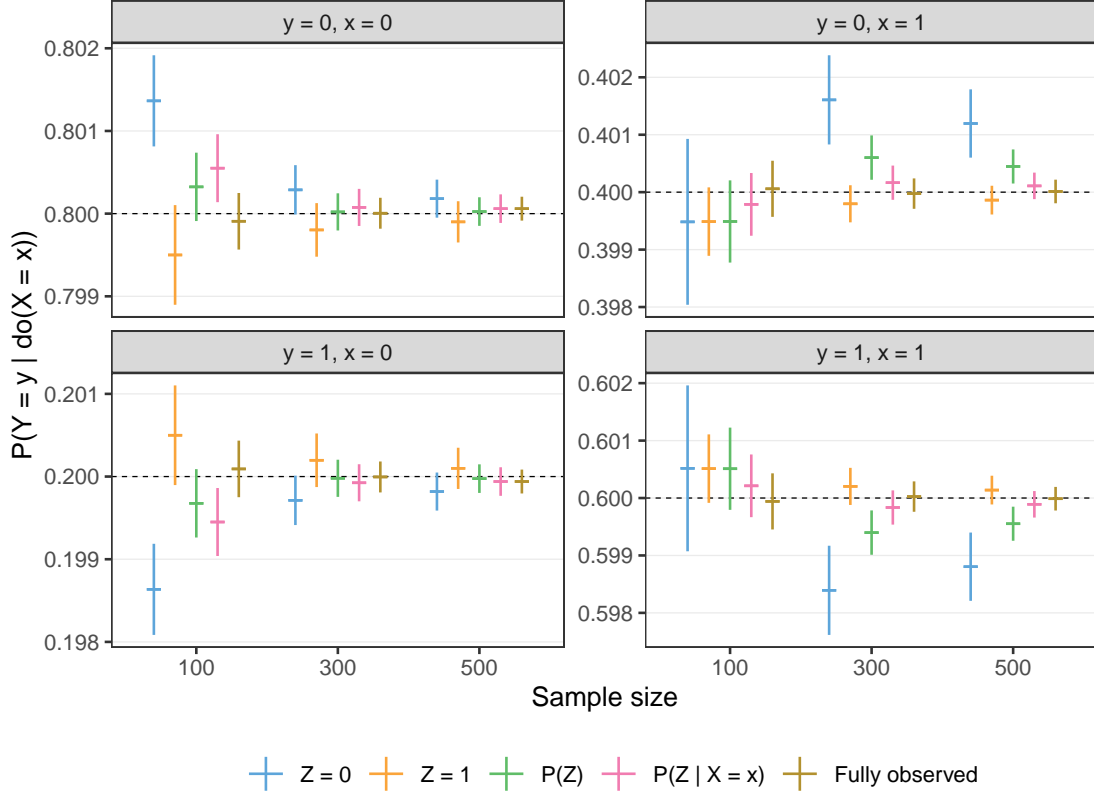 y = 0, x = 0
y = 0, x = 1
0.802
0.801
0.800
0.799
0.402
0.401
0.400
0.399
0.398
P(Y = y | do(X = x))
y = 1, x = 0
y = 1, x = 1
0.201
0.200
0.199
0.198
0.602
0.601
0.600
0.599
0.598
100 300 500
100 300 500
Sample size
Z = 0 Z = 1 P(Z) P(Z | X = x) Fully observed